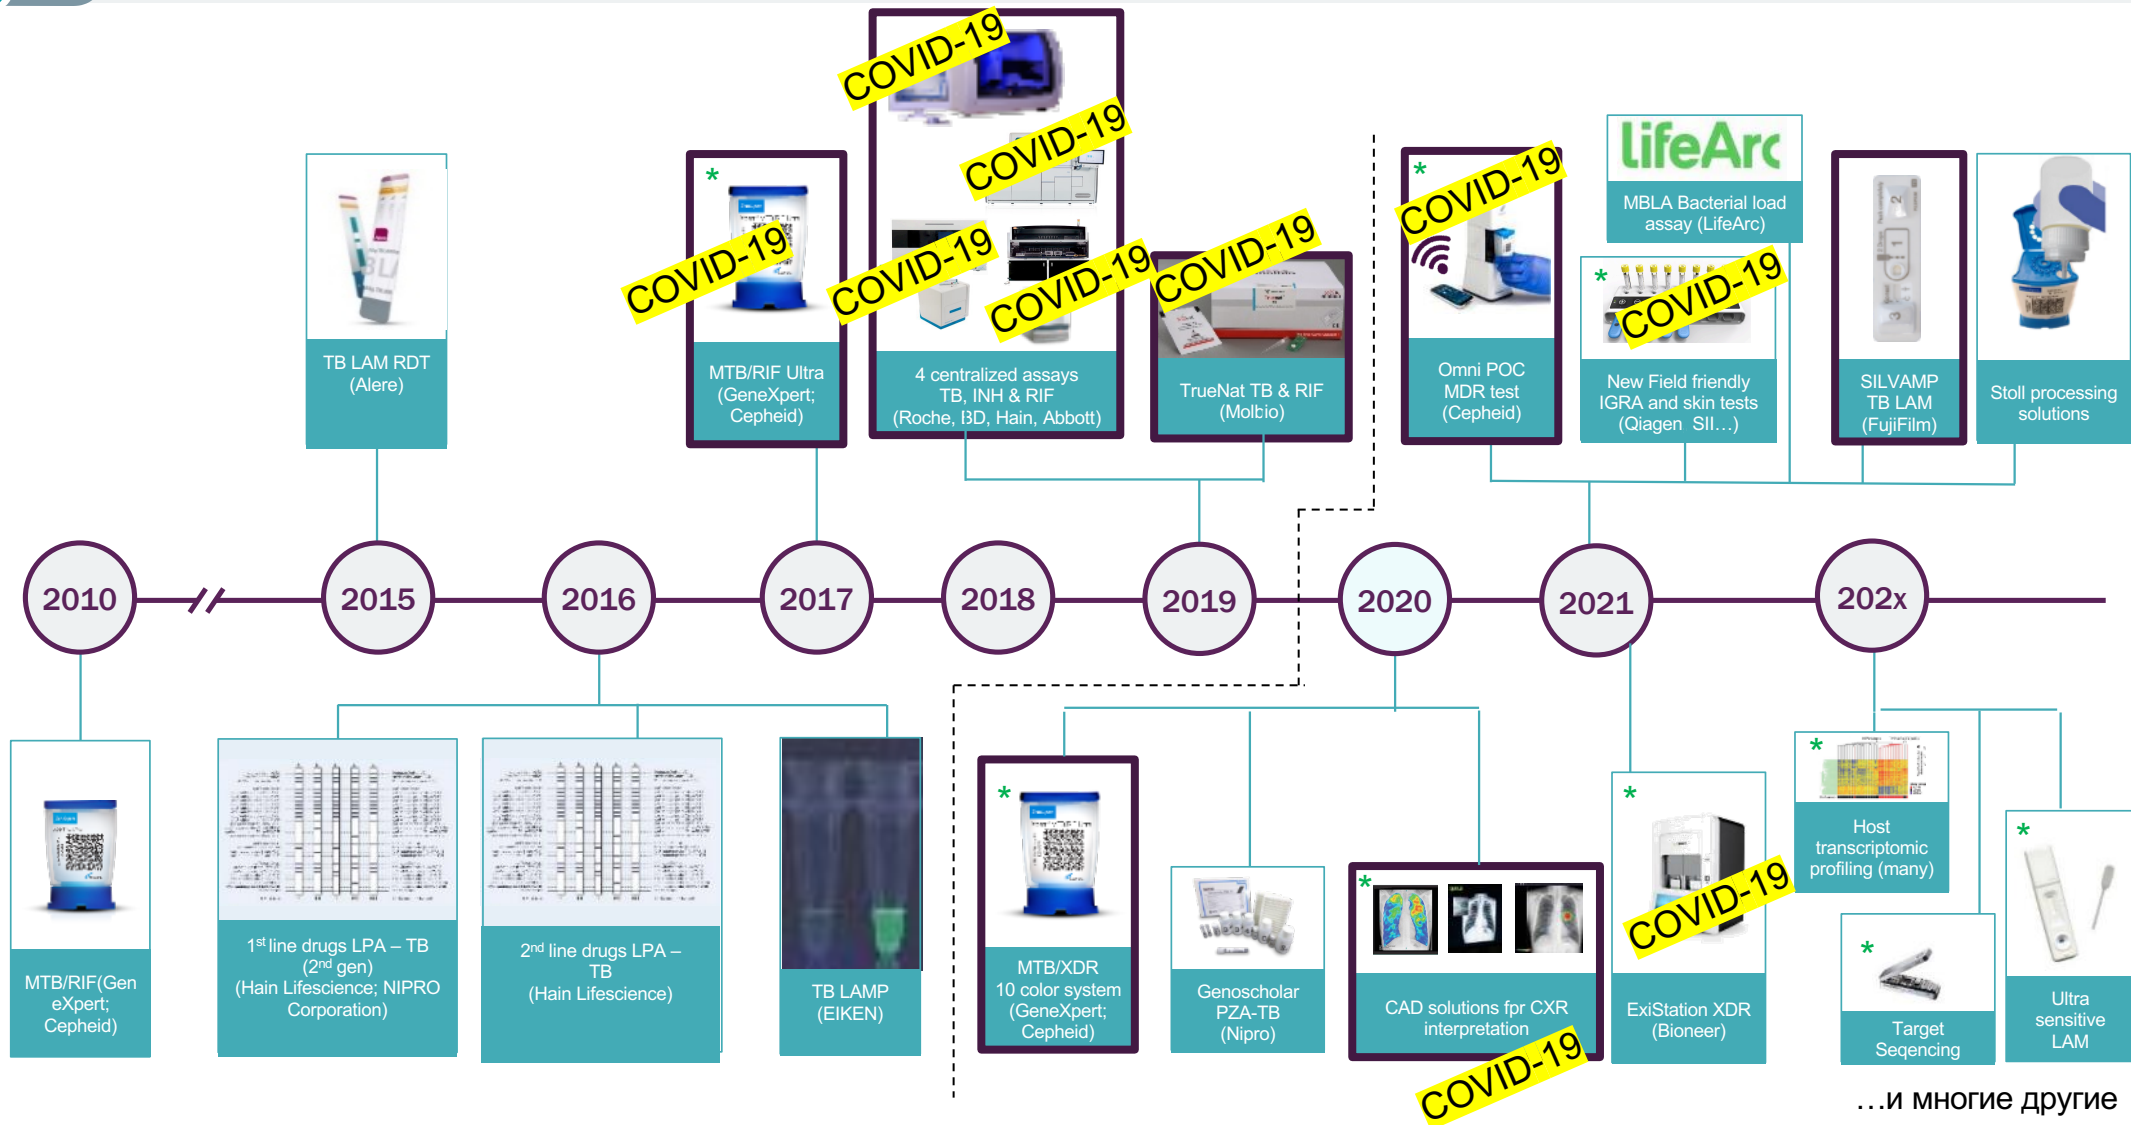 COVID-19
COVID-19
COVID-19
COVID-19
COVID-19
COVID-19
COVID-19
COVID-19
COVID-19
*
*
*
lifeArc
MBLA Bacterial load
assay (LifeArc)
TB LAM RDT
(Alere)
MTB/RIF Ultra
(GeneXpert;
Cepheid)
4 centralized assays
TB, INH & RIF
(Roche, BD, Hain, Abbott)
TrueNat TB & RIF
(Molbio)
Omni POC
MDR test
(Cepheid)
New Field friendly
IGRA and skin tests
(Qiagen SII…)
1
2
3
SILVAMP
TB LAM
(FujiFilm)
Stoll processing
solutions
2010
2015
2016
2017
2018
2019
2020
2021
202x
MTB/RIF(Gen
eXpert;
Cepheid)
1st line drugs LPA – TB
(2nd gen)
(Hain Lifescience; NIPRO
Corporation)
2nd line drugs LPA –
TB
(Hain Lifescience)
TB LAMP
(EIKEN)
*
MTB/XDR
10 color system
(GeneXpert;
Cepheid)
Genoscholar
PZA-TB
(Nipro)
*
CAD solutions fpr CXR
interpretation
COVID-19
*
COVID-19
ExiStation XDR
(Bioneer)
*
Host
transcriptomic
profiling (many)
*
Target
Seqencing
*
Ultra
sensitive
LAM
…и многие другие